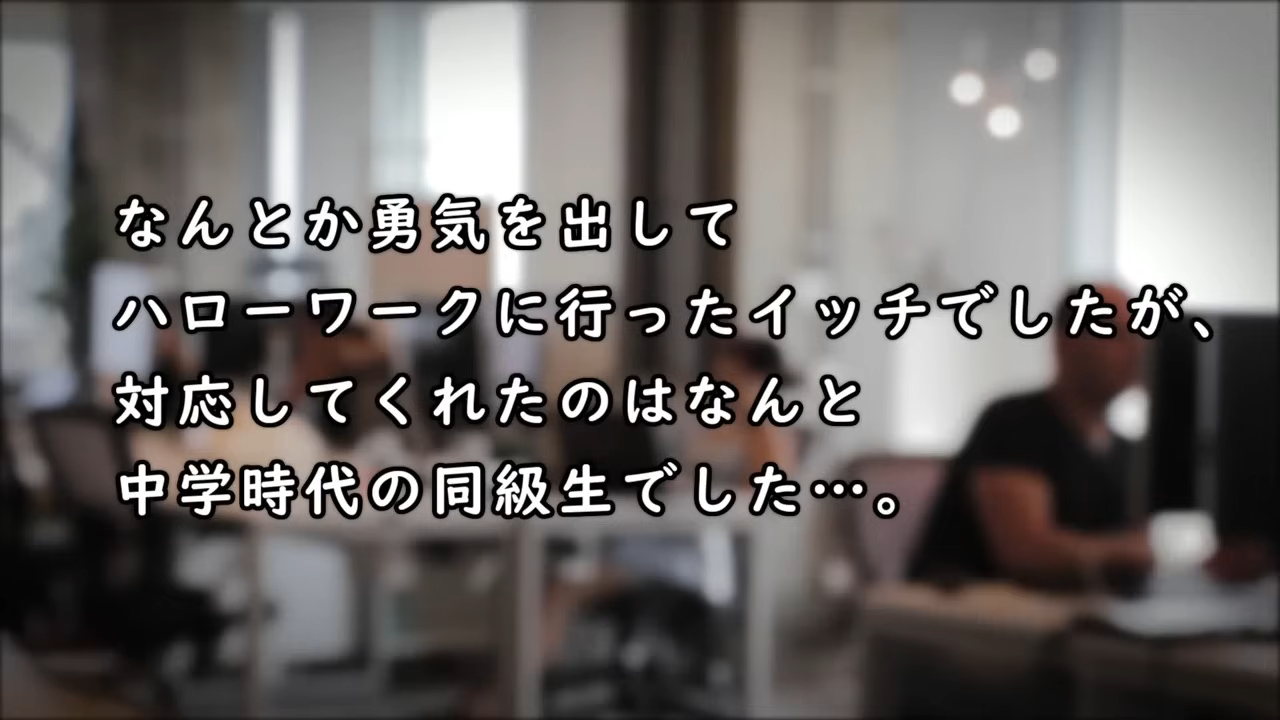 なんとか勇気を出して
ハローワークに行ったイッチでしたが、
対応してくれたのはなんと
中学時代の同級生でした…。